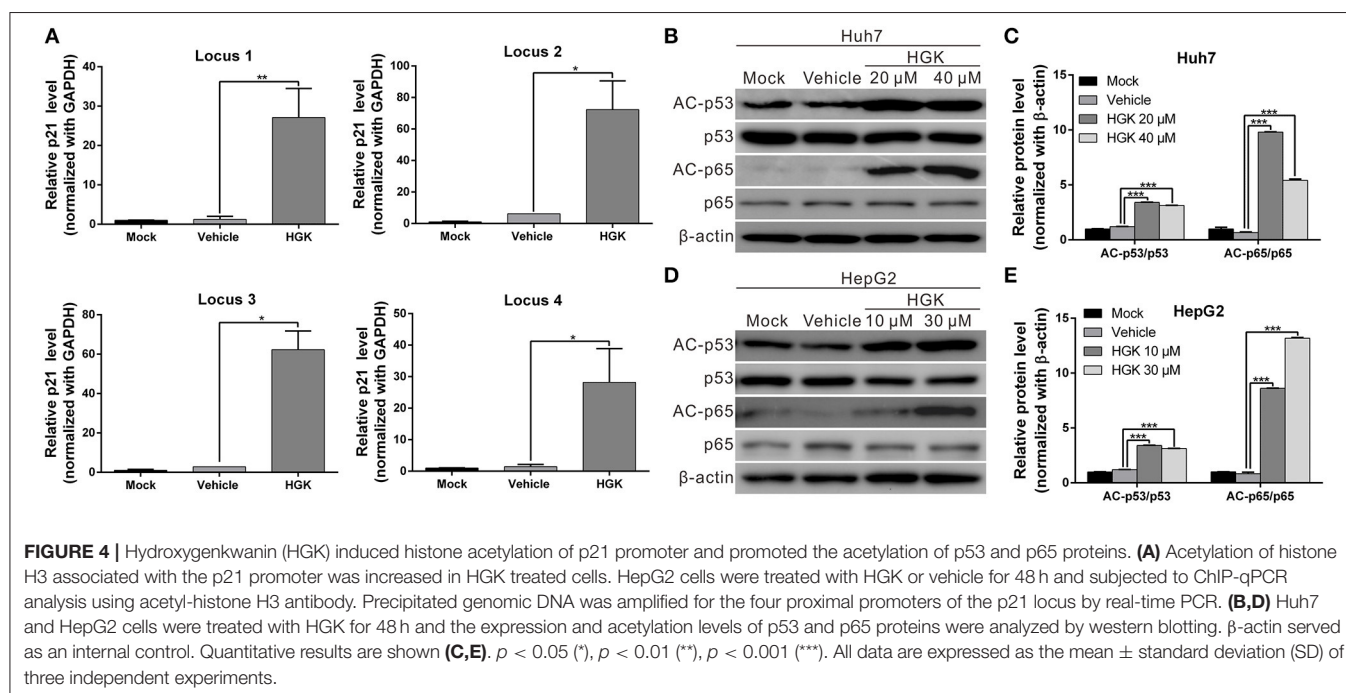 A
Locus 1
Relative p21 level
(normalized with GAPDH)
40
30
20
10
0
**
Mock Vehicle HGK
Locus 2
Relative p21 level
(normalized with GAPDH)
100
80
60
40
20
0
*
Mock Vehicle HGK
Locus 3
Relative p21 level
(normalized with GAPDH)
80
60
40
20
0
*
Mock Vehicle HGK
Locus 4
Relative p21 level
(normalized with GAPDH)
60
40
20
0
*
Mock Vehicle HGK
B
Huh7
HGK
Mock Vehicle 20 μM 40 μM
AC-p53
p53
AC-p65
p65
β-actin
C
Huh7
Relative protein level
(normalized with β-actin)
15
10
5
0
Mock
Vehicle
HGK 20 μM
HGK 40 μM
***
***
***
***
AC-p53/p53 AC-p65/p65
D
HepG2
HGK
Mock Vehicle 10 μM 30 μM
AC-p53
p53
AC-p65
p65
β-actin
E
HepG2
Relative protein level
(normalized with β-actin)
15
10
5
0
Mock
Vehicle
HGK 10 μM
HGK 30 μM
***
***
***
***
AC-p53/p53 AC-p65/p65
FIGURE 4 | Hydroxygenkwanin (HGK) induced histone acetylation of p21 promoter and promoted the acetylation of p53 and p65 proteins. (A) Acetylation of histone
H3 associated with the p21 promoter was increased in HGK treated cells. HepG2 cells were treated with HGK or vehicle for 48 h and subjected to ChIP-qPCR
analysis using acetyl-histone H3 antibody. Precipitated genomic DNA was amplified for the four proximal promoters of the p21 locus by real-time PCR. (B,D) Huh7
and HepG2 cells were treated with HGK for 48 h and the expression and acetylation levels of p53 and p65 proteins were analyzed by western blotting. β-actin served
as an internal control. Quantitative results are shown (C,E). p < 0.05 (*), p < 0.01 (**), p < 0.001 (***). All data are expressed as the mean ± standard deviation (SD) of
three independent experiments.